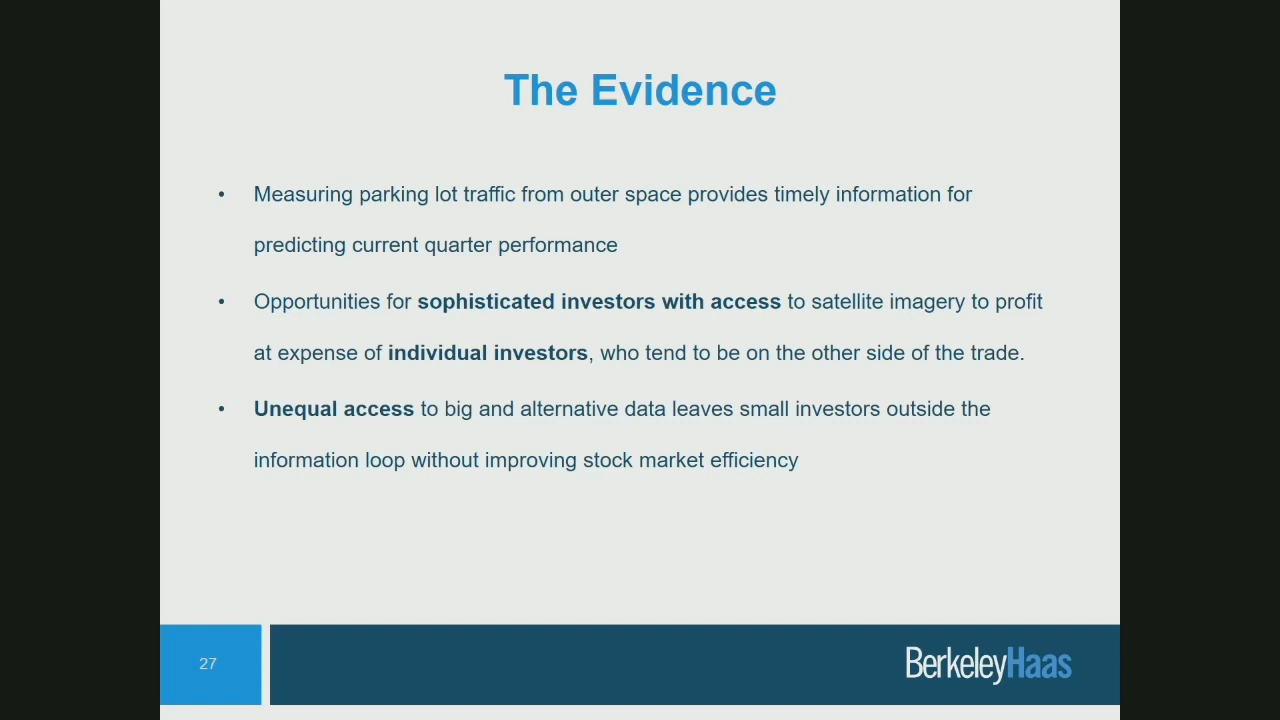 The Evidence
• Measuring parking lot traffic from outer space provides timely information for
predicting current quarter performance
• Opportunities for sophisticated investors with access to satellite imagery to profit
at expense of individual investors, who tend to be on the other side of the trade.
• Unequal access to big and alternative data leaves small investors outside the
information loop without improving stock market efficiency
27
BerkeleyHaas